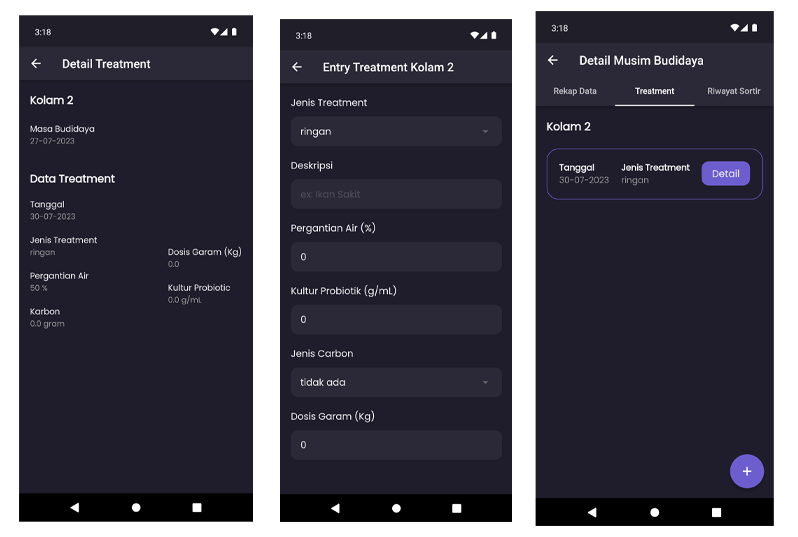 3:18
Detail Treatment
Kolam 2
Masa Budidaya
27-07-2023
Data Treatment
Tanggal
30-07-2023
Jenis Treatment
ringan
Dosis Garam (Kg)
0.0
Pergantian Air
50 %
Kultur Probiotic
0.0 g/mL
Karbon
0.0 gram
3:18
Entry Treatment Kolam 2
Jenis Treatment
ringan
Deskripsi
ex: Ikan Sakit
Pergantian Air (%)
0
Kultur Probiotik (g/mL)
0
Jenis Carbon
tidak ada
Dosis Garam (Kg)
0
3:18
Detail Musim Budidaya
Rekap Data Treatment Riwayat Sortir
Kolam 2
Tanggal Jenis Treatment
30-07-2023 ringan
Detail
+